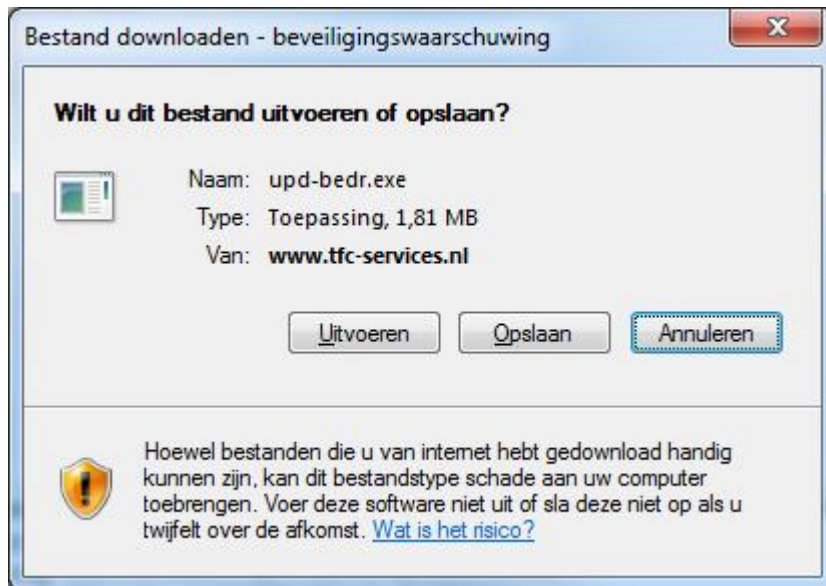 Bestand downloaden - beveiligingswaarschuwing
Wilt u dit bestand uitvoeren of opslaan?
Naam: upd-bedr.exe
Type: Toepassing, 1,81 MB
Van: www.tfc-services.nl
Uitvoeren Opslaan Annuleren
Hoewel bestanden die u van internet hebt gedownload handig
kunnen zijn, kan dit bestandstype schade aan uw computer
toebrengen. Voer deze software niet uit of sla deze niet op als u
twijfelt over de afkomst. Wat is het risico?